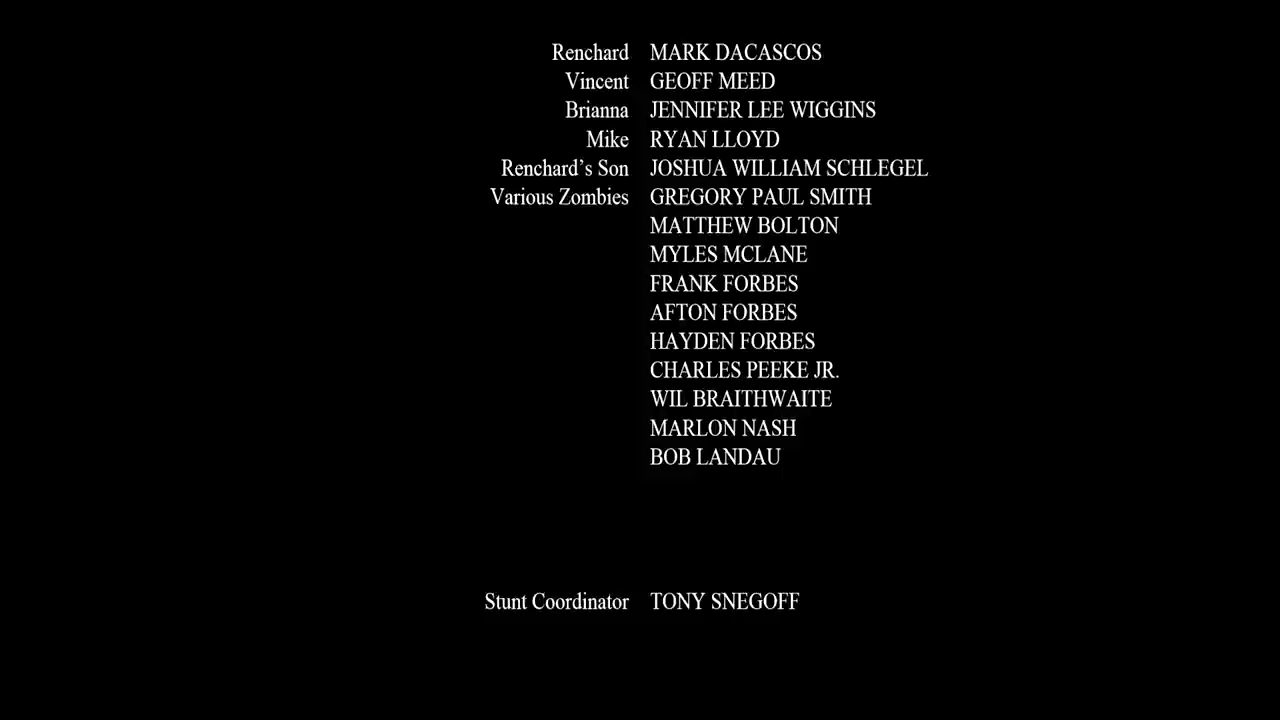 Renchard MARK DACASCOS
Vincent GEOFF MEED
Brianna JENNIFER LEE WIGGINS
Mike RYAN LLOYD
Renchard’s Son JOSHUA WILLIAM SCHLEGEL
Various Zombies GREGORY PAUL SMITH
MATTHEW BOLTON
MYLES MCLANE
FRANK FORBES
AFTON FORBES
HAYDEN FORBES
CHARLES PEEKE JR.
WIL BRAITHWAITE
MARLON NASH
BOB LANDAU
Stunt Coordinator TONY SNEGOFF